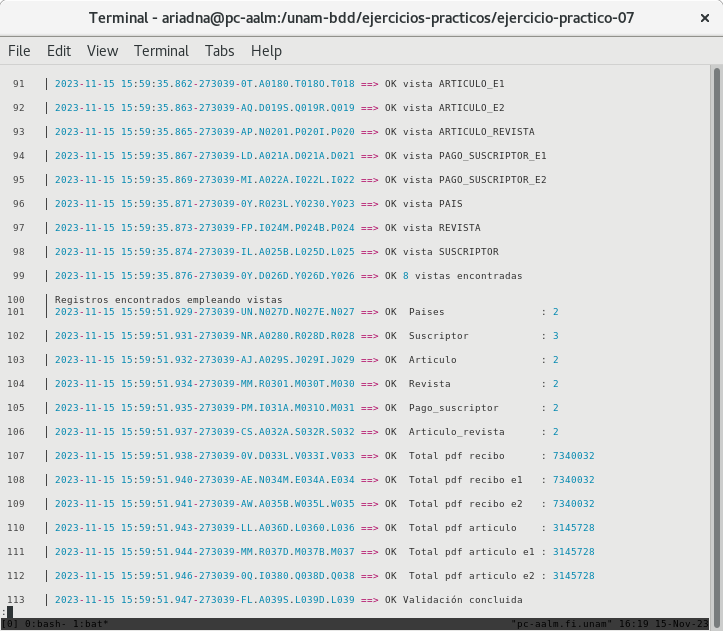 Terminal - ariadna@pc-aalm:/unam-bdd/ejercicios-practicos/ejercicio-practico-07
File Edit View Terminal Tabs Help
91 | 2023-11-15 15:59:35.862-273039-0T.A0180.T018O.T018 ==> OK vista ARTICULO_E1
92 | 2023-11-15 15:59:35.863-273039-AQ.D019S.Q019R.Q019 ==> OK vista ARTICULO_E2
93 | 2023-11-15 15:59:35.865-273039-AP.N0201.P020I.P020 ==> OK vista ARTICULO_REVISTA
94 | 2023-11-15 15:59:35.867-273039-LD.A021A.D021A.D021 ==> OK vista PAGO_SUSCRIPTOR_E1
95 | 2023-11-15 15:59:35.869-273039-MI.A022A.I022L.I022 ==> OK vista PAGO_SUSCRIPTOR_E2
96 | 2023-11-15 15:59:35.871-273039-0Y.R023L.Y0230.Y023 ==> OK vista PAIS
97 | 2023-11-15 15:59:35.873-273039-FP.I024M.P024B.P024 ==> OK vista REVISTA
98 | 2023-11-15 15:59:35.874-273039-IL.A025B.L025D.L025 ==> OK vista SUSCRIPTOR
99 | 2023-11-15 15:59:35.876-273039-0Y.D026D.Y026D.Y026 ==> OK 8 vistas encontradas
100 | Registros encontrados empleando vistas
101 | 2023-11-15 15:59:51.929-273039-UN.N027D.N027E.N027 ==> OK Paises : 2
102 | 2023-11-15 15:59:51.931-273039-NR.A0280.R028D.R028 ==> OK Suscriptor : 3
103 | 2023-11-15 15:59:51.932-273039-AJ.A029S.J029I.J029 ==> OK Articulo : 2
104 | 2023-11-15 15:59:51.934-273039-MM.R0301.M030T.M030 ==> OK Revista : 2
105 | 2023-11-15 15:59:51.935-273039-PM.I031A.M031O.M031 ==> OK Pago_suscriptor : 2
106 | 2023-11-15 15:59:51.937-273039-CS.A032A.S032R.S032 ==> OK Articulo_revista : 2
107 | 2023-11-15 15:59:51.938-273039-0V.D033L.V033I.V033 ==> OK Total pdf recibo : 7340032
108 | 2023-11-15 15:59:51.940-273039-AE.N034M.E034A.E034 ==> OK Total pdf recibo e1 : 7340032
109 | 2023-11-15 15:59:51.941-273039-AW.A035B.W035L.W035 ==> OK Total pdf recibo e2 : 7340032
110 | 2023-11-15 15:59:51.943-273039-LL.A036D.L0360.L036 ==> OK Total pdf articulo : 3145728
111 | 2023-11-15 15:59:51.944-273039-MM.R037D.M037B.M037 ==> OK Total pdf articulo e1 : 3145728
112 | 2023-11-15 15:59:51.946-273039-0Q.I0380.Q038D.Q038 ==> OK Total pdf articulo e2 : 3145728
113 | 2023-11-15 15:59:51.947-273039-FL.A039S.L039D.L039 ==> OK Validación concluida
:
[0] 0:bash- 1:bat* "pc-aalm.fi.unam" 16:19 15-Nov-23